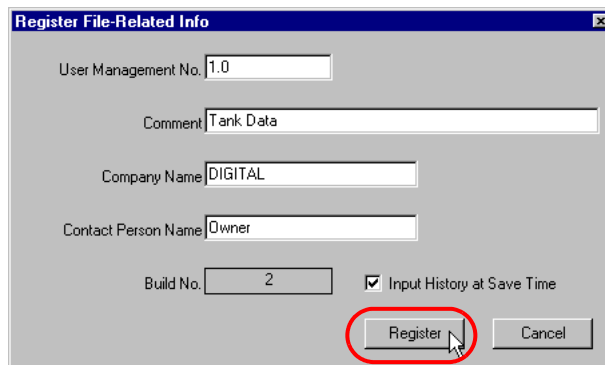 Register File-Related Info
User Management No. 1.0
Comment Tank Data
Company Name DIGITAL
Contact Person Name Owner
Build No. 2 Input History at Save Time
Register Cancel